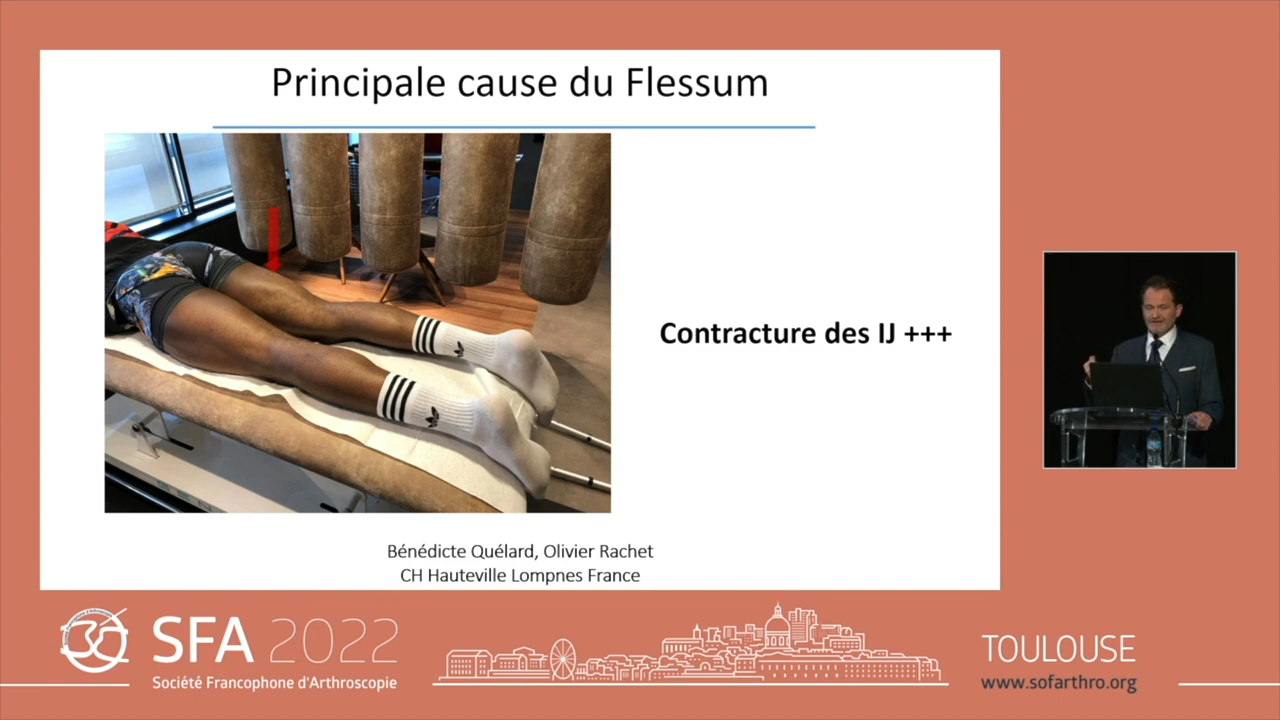 Principale cause du Flessum
Contracture des IJ +++
Bénédicte Quélard, Olivier Rachet
CH Hauteville Lompnes France
30
SFA 2022
Société Francophone d'Arthroscopie
TOULOUSE
www.sofarthro.org